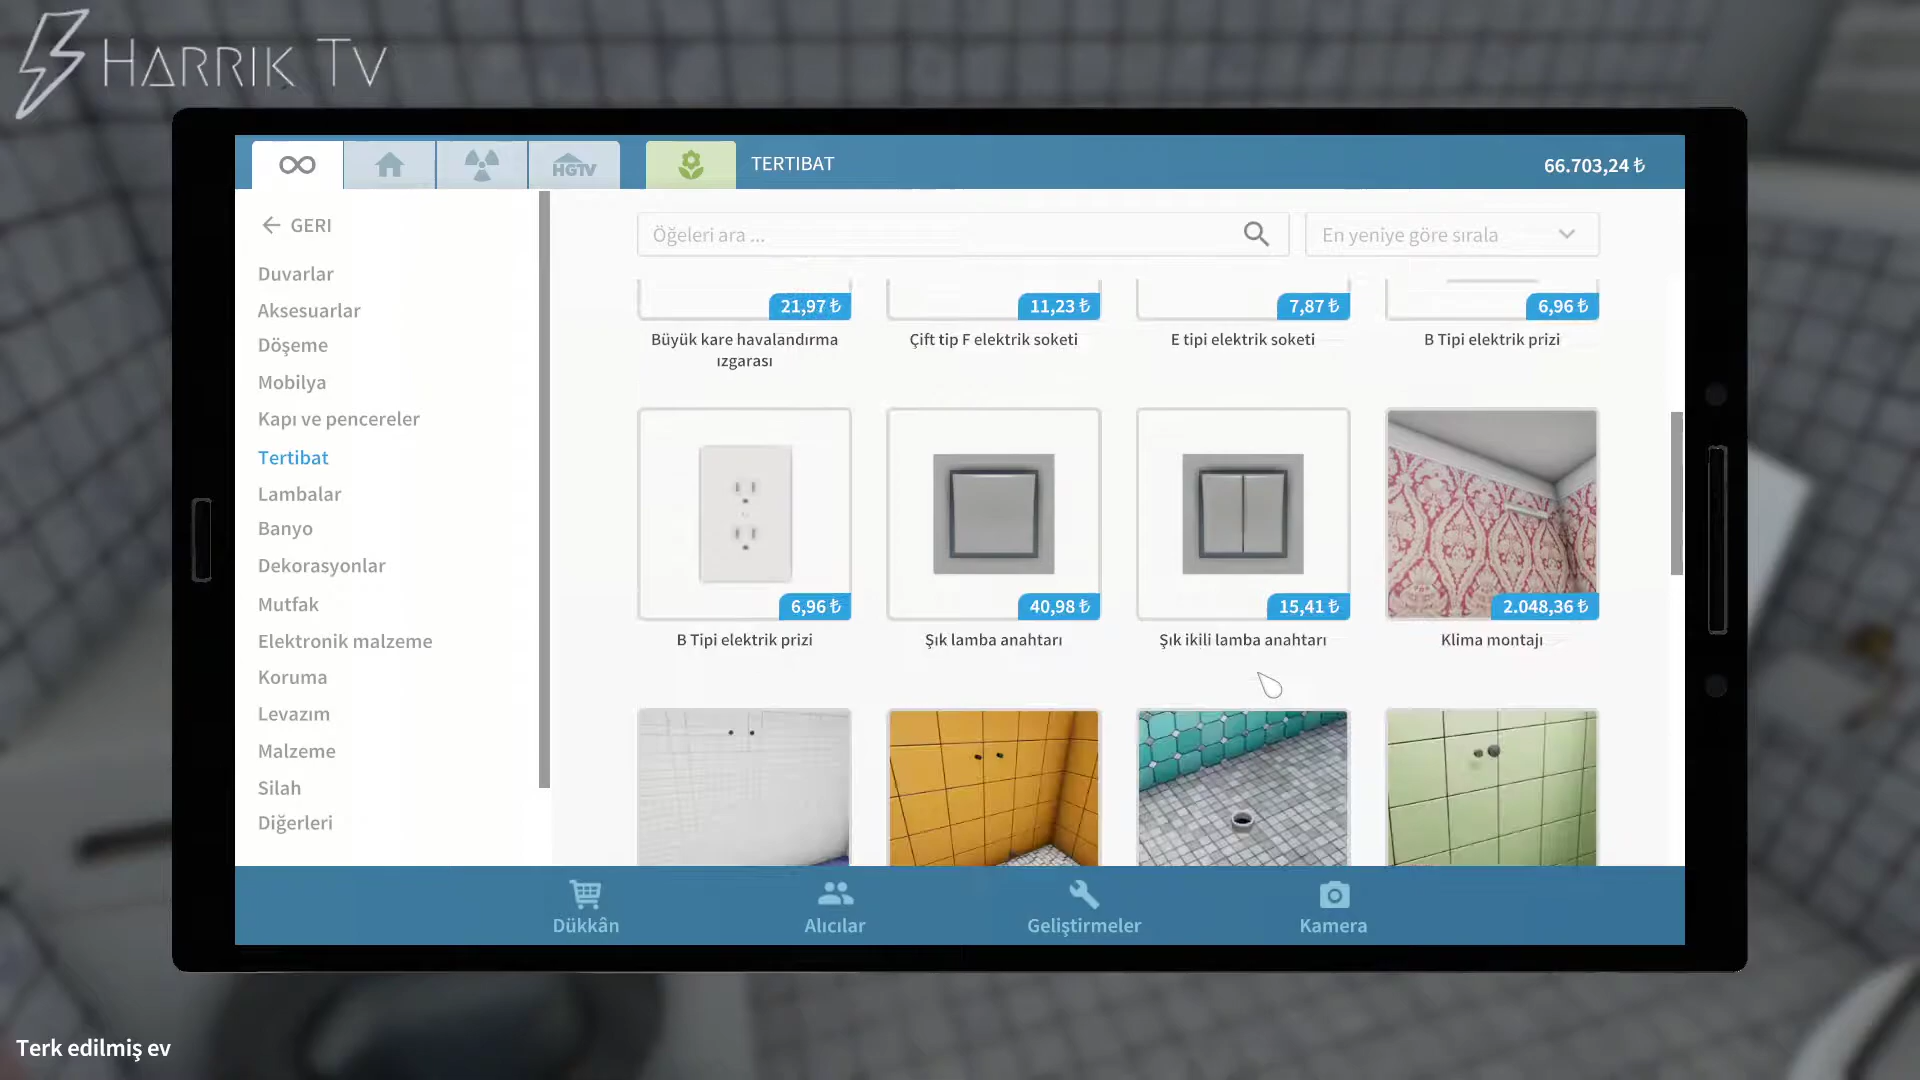 HARRIK TV
HGTV
TERTIBAT
66.703,24 ₺
GERI
Öğeleri ara ...
En yeniye göre sırala
Duvarlar
Aksesuarlar
Döşeme
Mobilya
Kapı ve pencereler
Tertibat
Lambalar
Banyo
Dekorasyonlar
Mutfak
Elektronik malzeme
Koruma
Levazım
Malzeme
Silah
Diğerleri
21,97 ₺
11,23 ₺
7,87 ₺
6,96 ₺
Büyük kare havalandırma
ızgarası
Çift tip F elektrik soketi
E tipi elektrik soketi
B Tipi elektrik prizi
6,96 ₺
40,98 ₺
15,41 ₺
2.048,36 ₺
B Tipi elektrik prizi
Şık lamba anahtarı
Şık ikili lamba anahtarı
Klima montajı
Dükkân
Alıcılar
Geliştirmeler
Kamera
Terk edilmiş ev